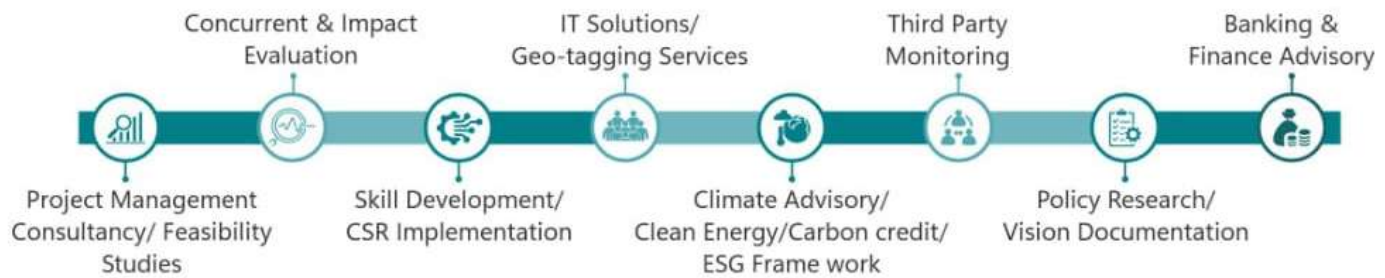 Concurrent & Impact
Evaluation
IT Solutions/
Geo-tagging Services
Third Party
Monitoring
Banking &
Finance Advisory
Project Management
Consultancy/ Feasibility
Studies
Skill Development/
CSR Implementation
Climate Advisory/
Clean Energy/Carbon credit/
ESG Frame work
Policy Research/
Vision Documentation